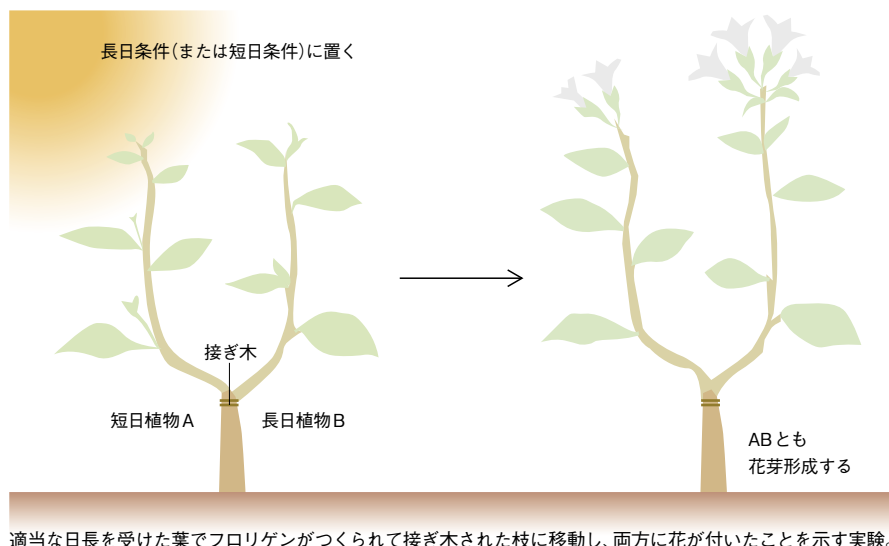 長日条件（または短日条件）に置く
接ぎ木
短日植物A
長日植物B
ABとも
花芽形成する
適当な日長を受けた葉でフロリゲンがつくられて接ぎ木された枝に移動し、両方に花が付いたことを示す実験。